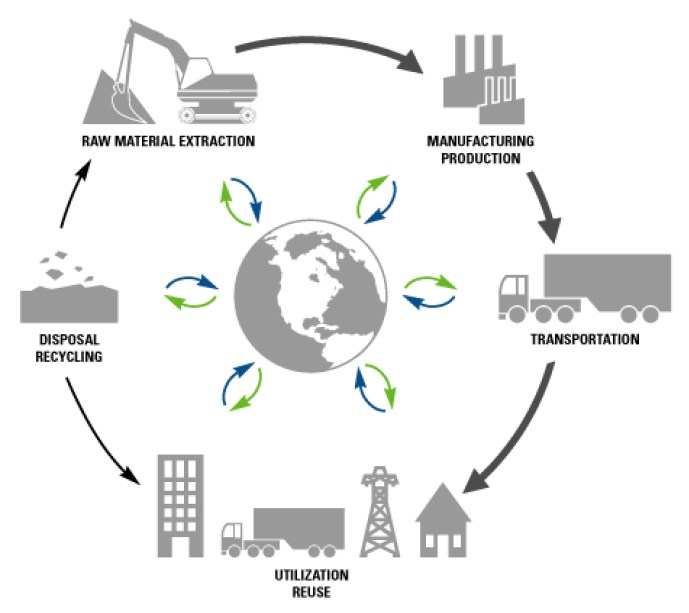 RAW MATERIAL EXTRACTION
MANUFACTURING
PRODUCTION
TRANSPORTATION
DISPOSAL
RECYCLING
UTILIZATION
REUSE